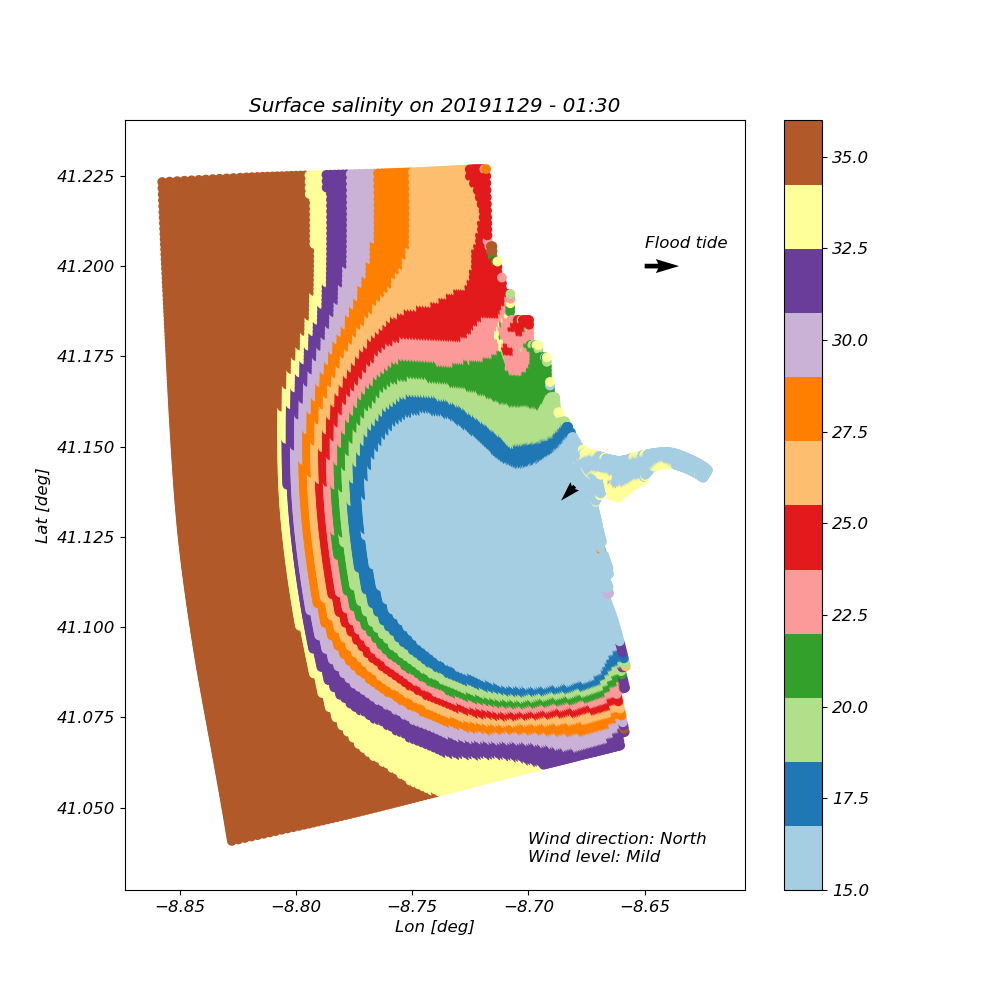 Surface salinity on 20191129 - 01:30
41.225
41.200
41.175
41.150
41.125
41.100
41.075
41.050
Lat [deg]
Flood tide
Wind direction: North
Wind level: Mild
−8.85 −8.80 −8.75 −8.70 −8.65
Lon [deg]
35.0
32.5
30.0
27.5
25.0
22.5
20.0
17.5
15.0